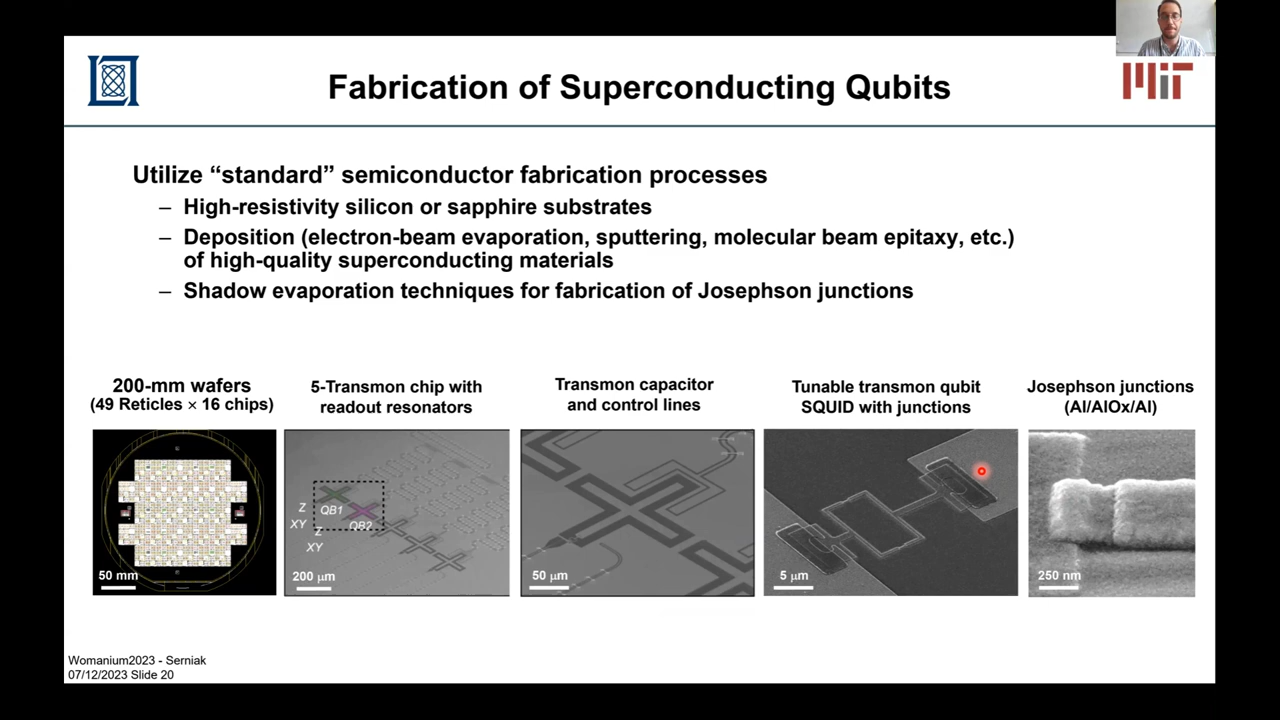 Fabrication of Superconducting Qubits
MIT
Utilize “standard” semiconductor fabrication processes
– High-resistivity silicon or sapphire substrates
– Deposition (electron-beam evaporation, sputtering, molecular beam epitaxy, etc.)
of high-quality superconducting materials
– Shadow evaporation techniques for fabrication of Josephson junctions
200-mm wafers
(49 Reticles × 16 chips)
50 mm
5-Transmon chip with
readout resonators
Z
QB1
XY
QB2
Z
XY
200 μm
Transmon capacitor
and control lines
50 μm
Tunable transmon qubit
SQUID with junctions
5 μm
Josephson junctions
(Al/AlOx/Al)
250 nm
Womanium2023 - Serniak
07/12/2023 Slide 20